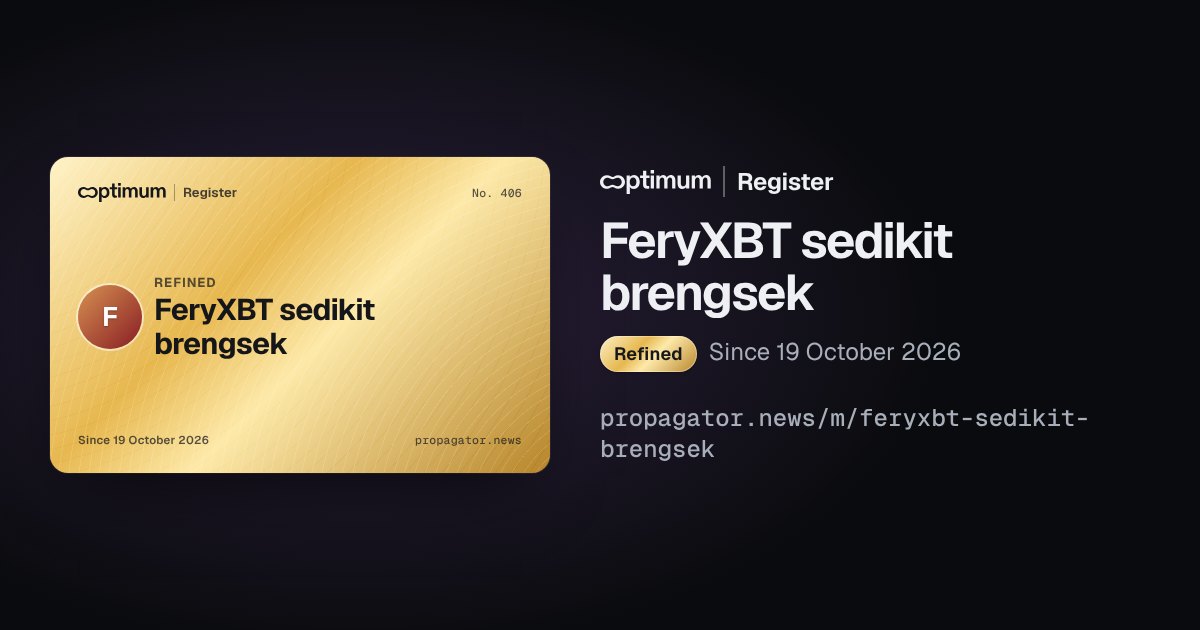 optimum | Register
No. 406
REFINED
F
FeryXBT sedikit
brengsek
Since 19 October 2026
propagator.news
optimum | Register
FeryXBT sedikit
brengsek
Refined
Since 19 October 2026
propagator.news/m/feryxbt-sedikit-
brengsek